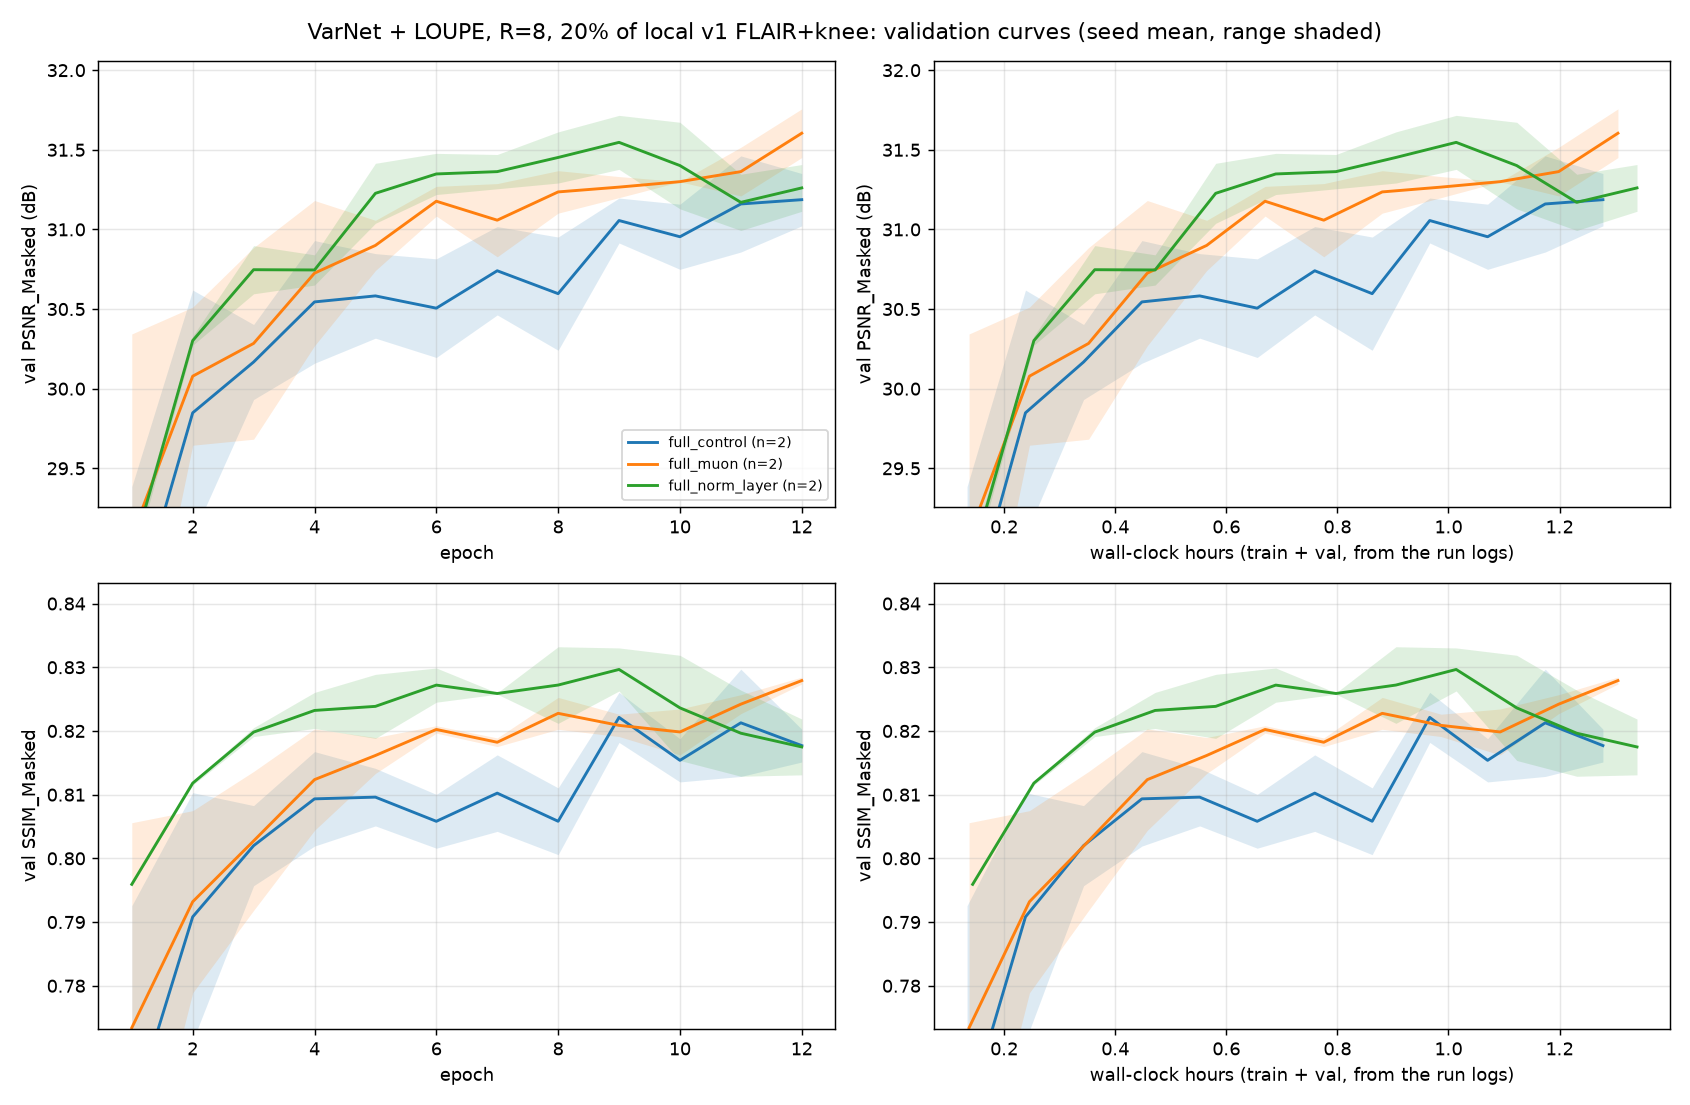 VarNet + LOUPE, R=8, 20% of local v1 FLAIR+knee: validation curves (seed mean, range shaded)
32.0
31.5
31.0
30.5
30.0
29.5
val PSNR_Masked (dB)
2 4 6 8 10 12
epoch
full_control (n=2)
full_muon (n=2)
full_norm_layer (n=2)
32.0
31.5
31.0
30.5
30.0
29.5
val PSNR_Masked (dB)
0.2 0.4 0.6 0.8 1.0 1.2
wall-clock hours (train + val, from the run logs)
0.84
0.83
0.82
0.81
0.80
0.79
0.78
val SSIM_Masked
2 4 6 8 10 12
epoch
0.84
0.83
0.82
0.81
0.80
0.79
0.78
val SSIM_Masked
0.2 0.4 0.6 0.8 1.0 1.2
wall-clock hours (train + val, from the run logs)